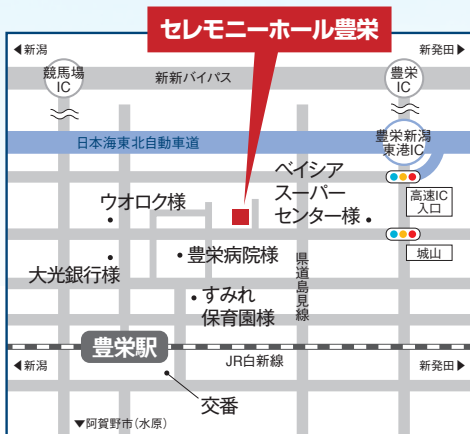 セレモニーホール豊栄
◀新潟
新発田▶
競馬場
IC
新新バイパス
豊栄
IC
日本海東北自動車道
豊栄新潟
東港IC
ベイシア
スーパー
センター様
高速IC
入口
ウオロク様
城山
豊栄病院様
大光銀行様
県道島見線
すみれ
保育園様
豊栄駅
JR白新線
◀新潟
新発田▶
交番
▼阿賀野市(水原)